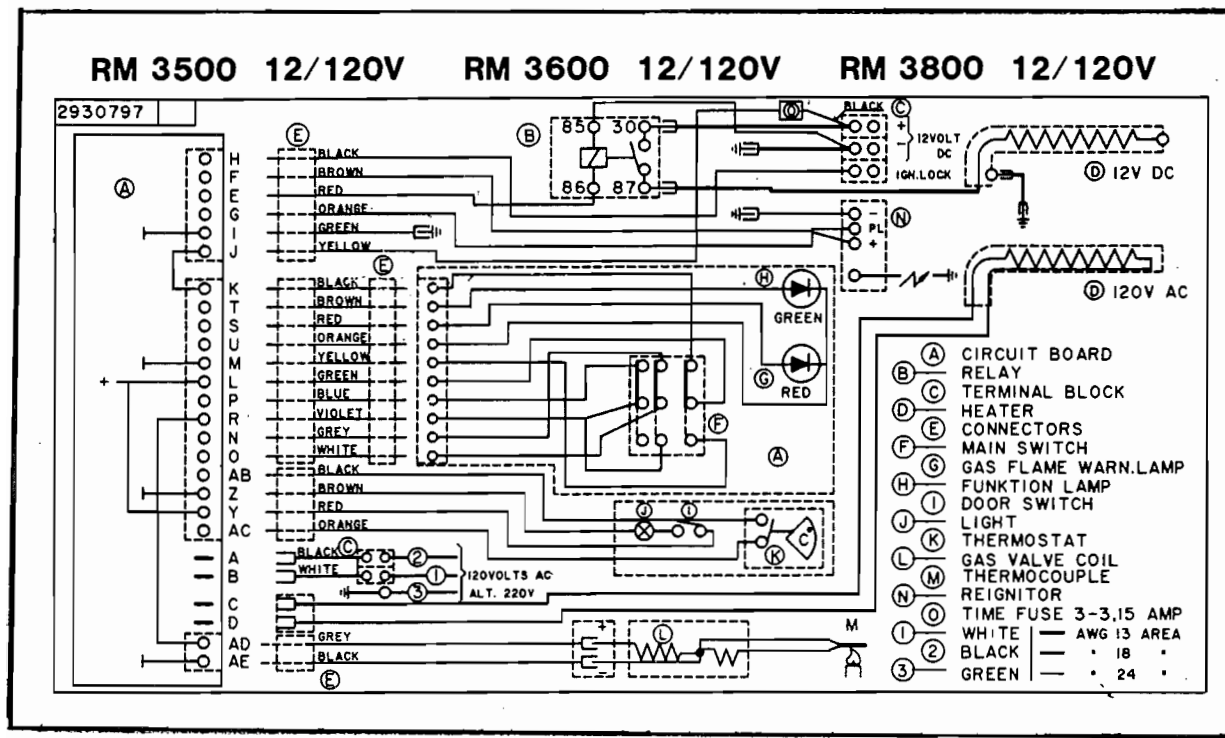 RM 3500 12/120V RM 3600 12/120V RM 3800 12/120V
2930797
A
E
B
85
30
86
87
BLACK
C
+
-
12VOLT
DC
IGN.LOCK
D 12V DC
H BLACK
F BROWN
E RED
G ORANGE
I GREEN
J YELLOW
N
-
PL
+
D 120V AC
E
K BLACK
T BROWN
S RED
U ORANGE
M YELLOW
+ L GREEN
P BLUE
R VIOLET
N GREY
O WHITE
H
GREEN
G
RED
F
A
AB BLACK
Z BROWN
Y RED
AC ORANGE
J
I
K
C°
A BLACK C 2
B WHITE 1
3
120VOLTS AC
ALT. 220V
C
D
AD GREY
AE BLACK
E
+
-
L
M
A CIRCUIT BOARD
B RELAY
C TERMINAL BLOCK
D HEATER
E CONNECTORS
F MAIN SWITCH
G GAS FLAME WARN.LAMP
H FUNKTION LAMP
I DOOR SWITCH
J LIGHT
K THERMOSTAT
L GAS VALVE COIL
M THERMOCOUPLE
N REIGNITOR
O TIME FUSE 3-3,15 AMP
1 WHITE AWG 13 AREA
2 BLACK " 18 "
3 GREEN " 24 "